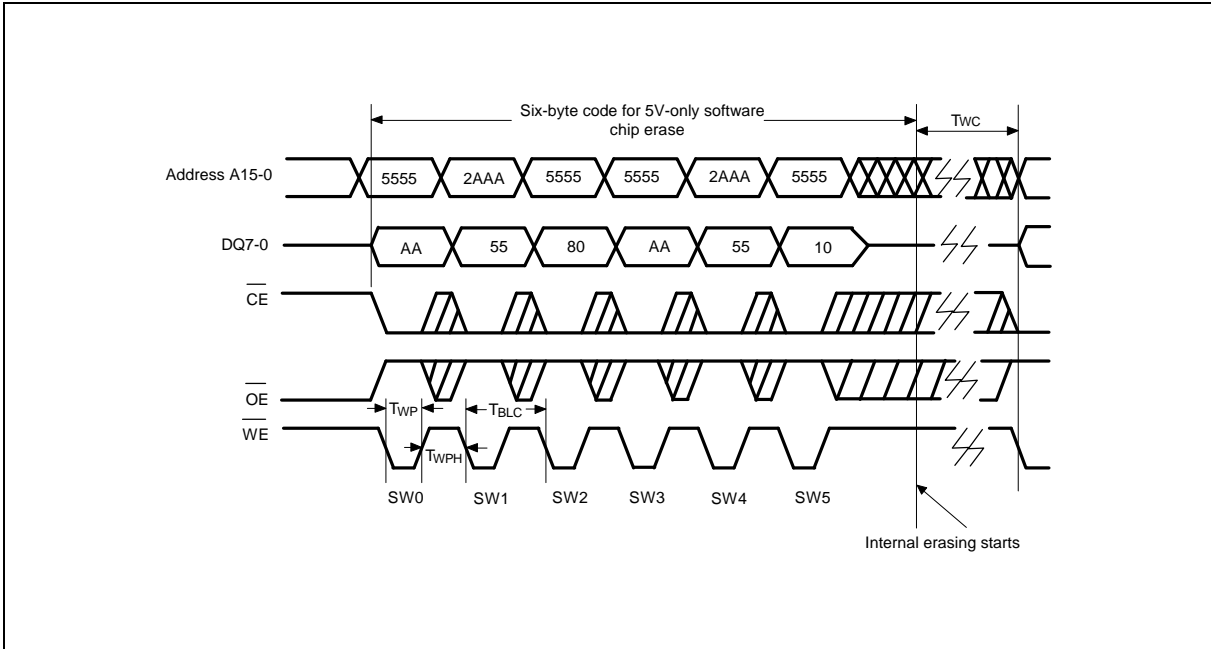 Six-byte code for 5V-only software
chip erase
TWC
Address A15-0
5555
2AAA
5555
5555
2AAA
5555
DQ7-0
AA
55
80
AA
55
10
CE
OE
TWP
TBLC
WE
TWPH
SW0
SW1
SW2
SW3
SW4
SW5
Internal erasing starts